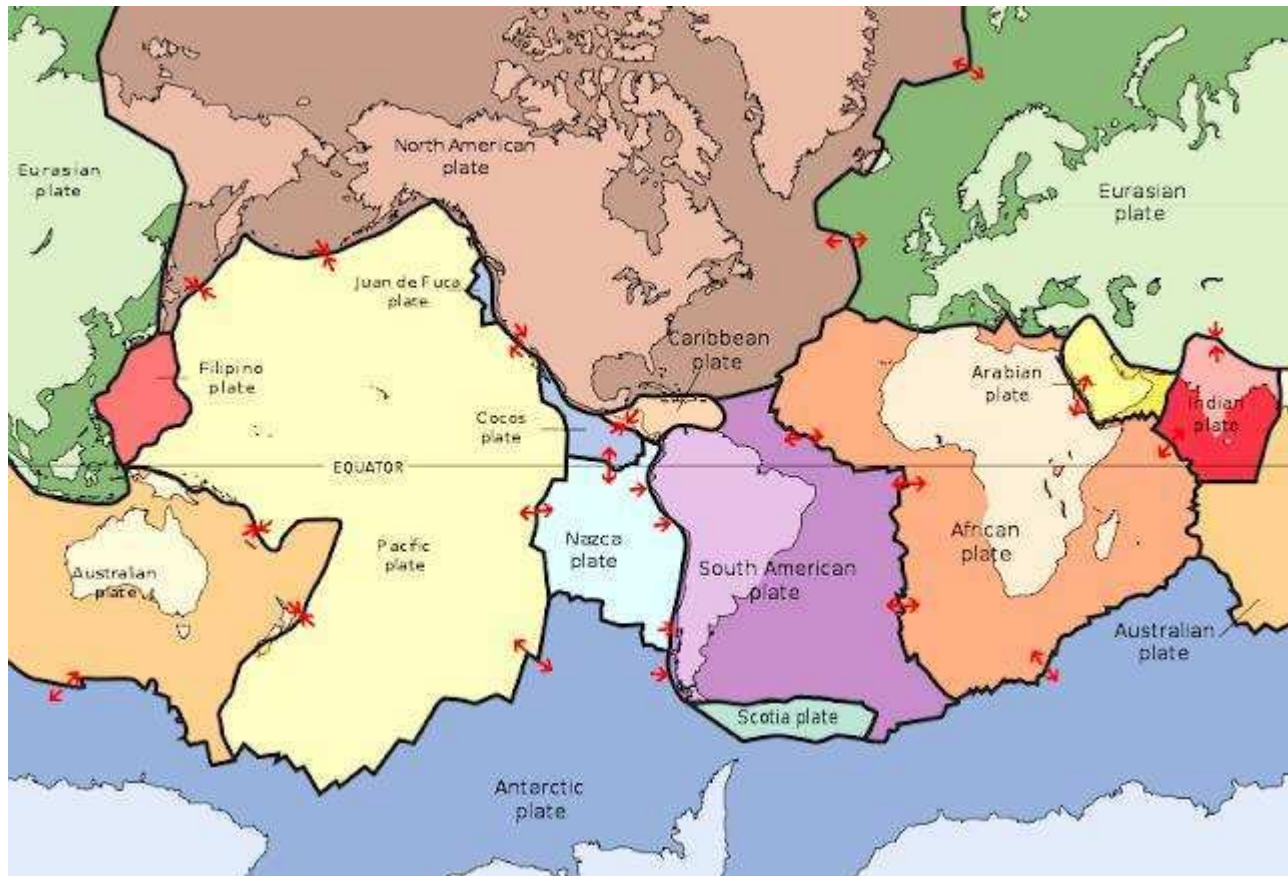 North American
plate
Eurasian
plate
Eurasian
plate
Juan de Fuca
plate
Caribbean
plate
Filipino
plate
Arabian
plate
Cocos
plate
Indian
plate
EQUATOR
Nazca
plate
Pacfic
plate
African
plate
Australian
plate
South American
plate
Australian
plate
Scotia plate
Antarctic
plate